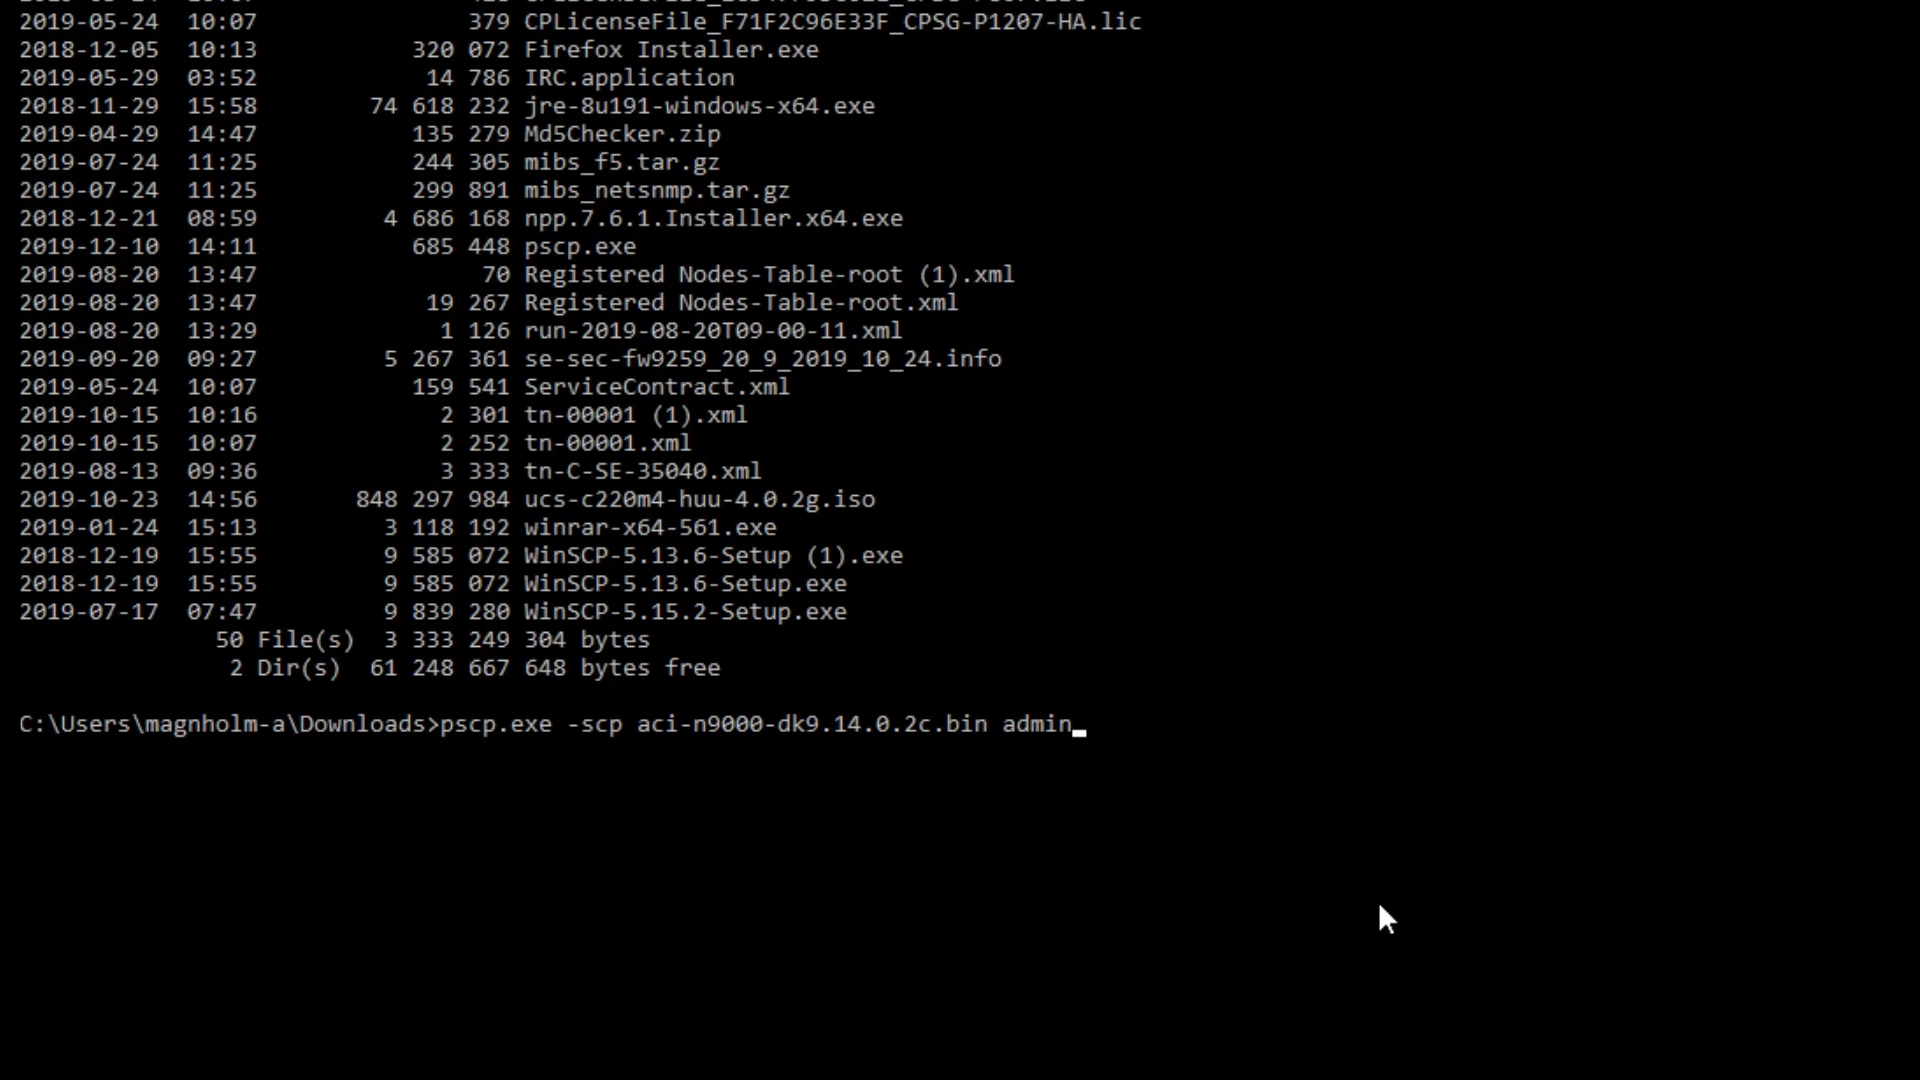 2019-05-24  10:07               379 CPLicenseFile_F71F2C96E33F_CPSG-P1207-HA.lic
2018-12-05  10:13           320 072 Firefox Installer.exe
2019-05-29  03:52            14 786 IRC.application
2018-11-29  15:58        74 618 232 jre-8u191-windows-x64.exe
2019-04-29  14:47           135 279 Md5Checker.zip
2019-07-24  11:25           244 305 mibs_f5.tar.gz
2019-07-24  11:25           299 891 mibs_netsnmp.tar.gz
2018-12-21  08:59         4 686 168 npp.7.6.1.Installer.x64.exe
2019-12-10  14:11           685 448 pscp.exe
2019-08-20  13:47                70 Registered Nodes-Table-root (1).xml
2019-08-20  13:47            19 267 Registered Nodes-Table-root.xml
2019-08-20  13:29             1 126 run-2019-08-20T09-00-11.xml
2019-09-20  09:27         5 267 361 se-sec-fw9259_20_9_2019_10_24.info
2019-05-24  10:07           159 541 ServiceContract.xml
2019-10-15  10:16             2 301 tn-00001 (1).xml
2019-10-15  10:07             2 252 tn-00001.xml
2019-08-13  09:36             3 333 tn-C-SE-35040.xml
2019-10-23  14:56       848 297 984 ucs-c220m4-huu-4.0.2g.iso
2019-01-24  15:13         3 118 192 winrar-x64-561.exe
2018-12-19  15:55         9 585 072 WinSCP-5.13.6-Setup (1).exe
2018-12-19  15:55         9 585 072 WinSCP-5.13.6-Setup.exe
2019-07-17  07:47         9 839 280 WinSCP-5.15.2-Setup.exe
              50 File(s)  3 333 249 304 bytes
               2 Dir(s)  61 248 667 648 bytes free
C:\Users\magnholm-a\Downloads>pscp.exe -scp aci-n9000-dk9.14.0.2c.bin admin